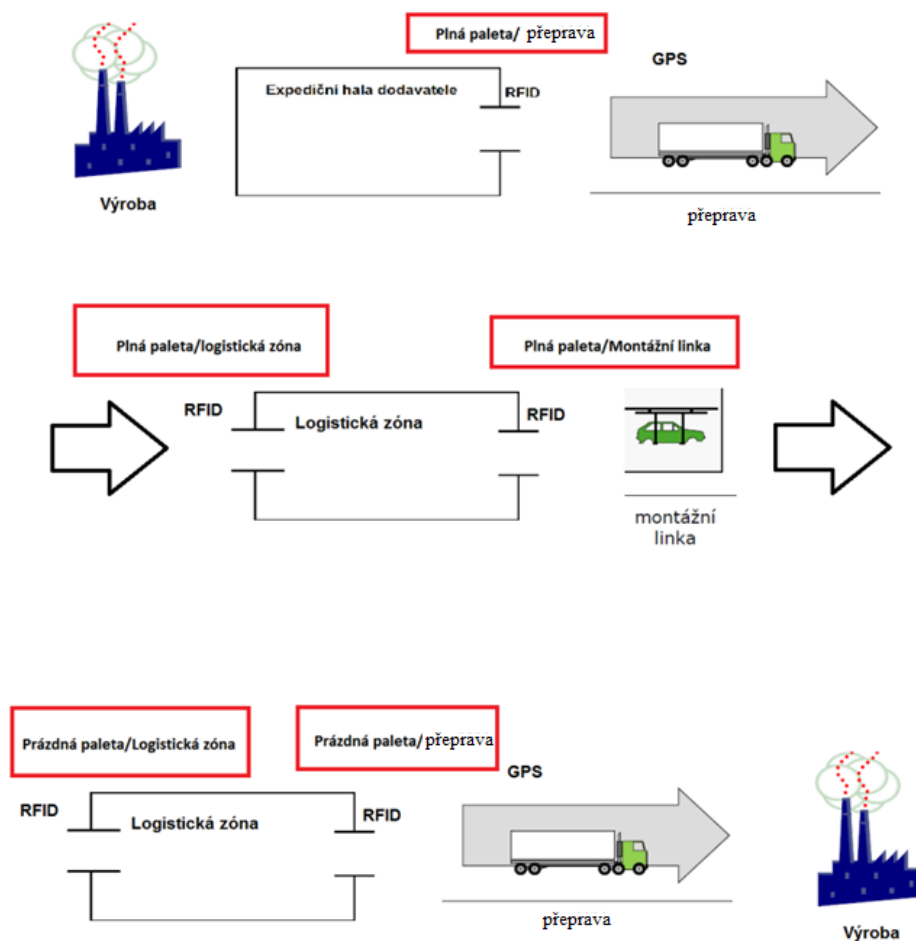 Plná paleta/ přeprava
GPS
Expediční hala dodavatele
RFID
Výroba
přeprava
Plná paleta/logistická zóna
Plná paleta/Montážní linka
RFID
Logistická zóna
RFID
montážní
linka
Prázdná paleta/Logistická zóna
Prázdná paleta/přeprava
GPS
RFID
Logistická zóna
RFID
přeprava
Výroba